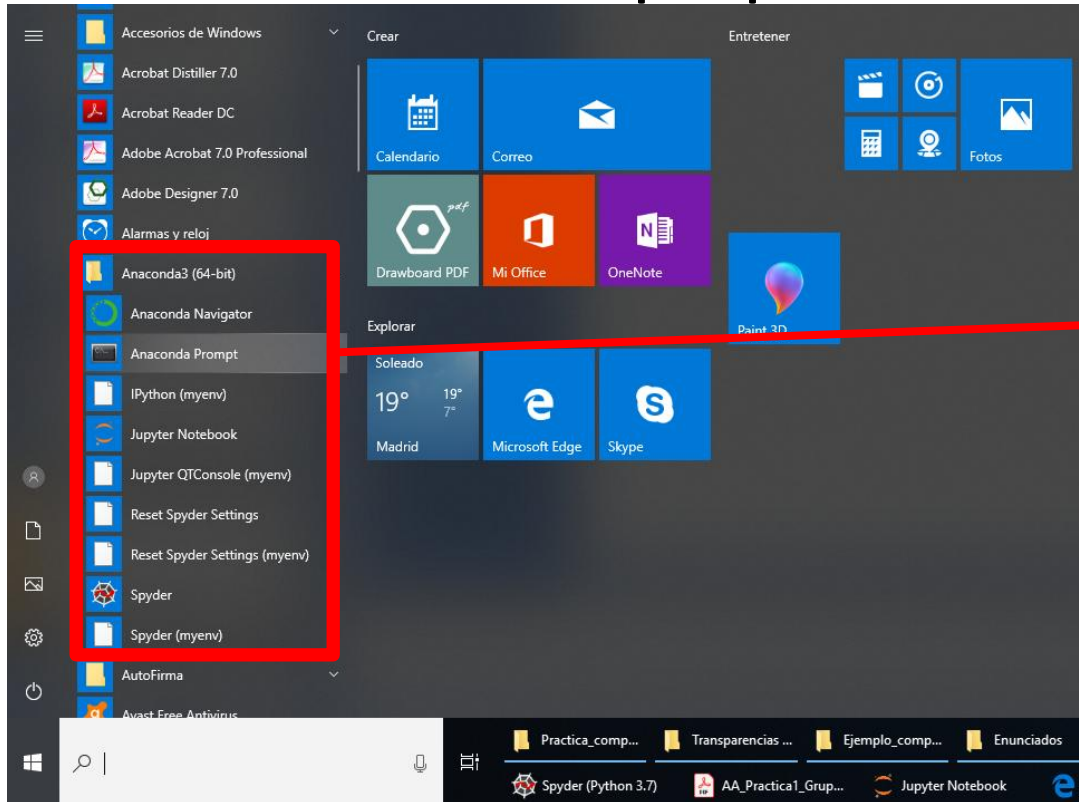 Accesorios de Windows
Acrobat Distiller 7.0
Acrobat Reader DC
Adobe Acrobat 7.0 Professional
Adobe Designer 7.0
Alarmas y reloj
Anaconda3 (64-bit)
Anaconda Navigator
Anaconda Prompt
IPython (myenv)
Jupyter Notebook
Jupyter QTConsole (myenv)
Reset Spyder Settings
Reset Spyder Settings (myenv)
Spyder
Spyder (myenv)
AutoFirma
Avast Free Antivirus
Crear
Calendario
Correo
pdf
Drawboard PDF
Mi Office
OneNote
Explorar
Soleado
19° 19°
7°
Madrid
Microsoft Edge
Skype
Entretener
Fotos
Paint 3D
Practica_comp...
Transparencias ...
Ejemplo_comp...
Enunciados
Spyder (Python 3.7)
AA_Practica1_Grup...
Jupyter Notebook